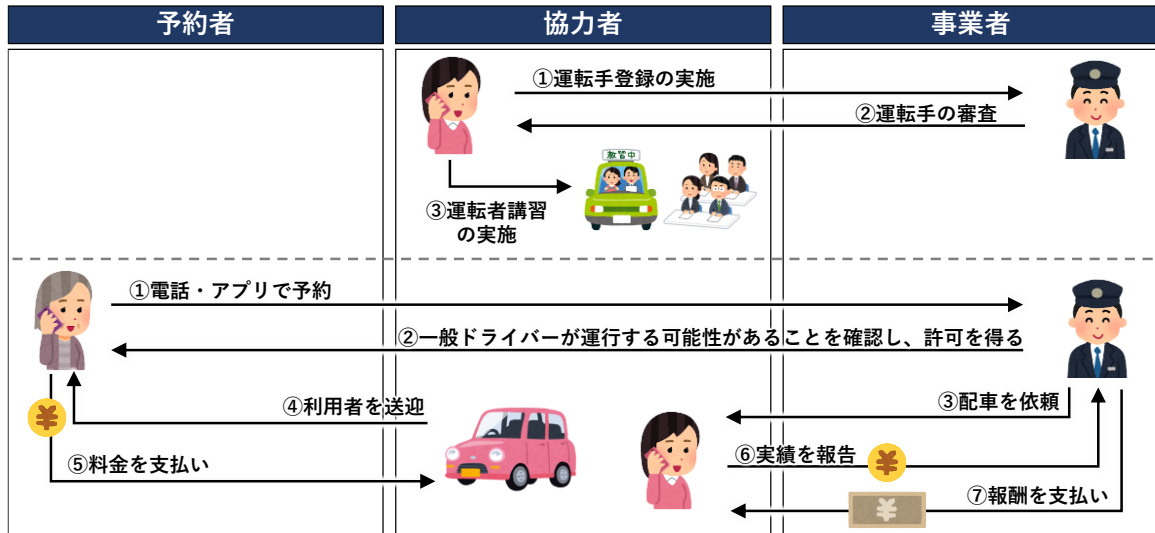 予約者
協力者
事業者
①運転手登録の実施
②運転手の審査
教習中
③運転者講習
の実施
①電話・アプリで予約
②一般ドライバーが運行する可能性があることを確認し、許可を得る
④利用者を送迎
③配車を依頼
¥
⑤料金を支払い
⑥実績を報告
¥
⑦報酬を支払い
¥